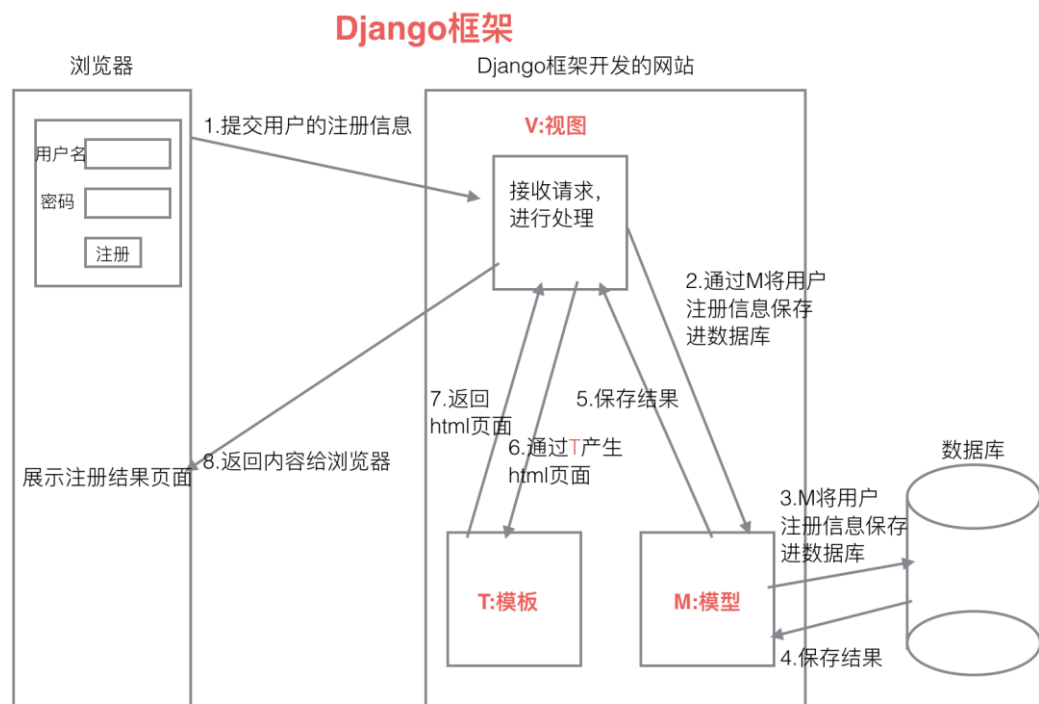 Django框架
浏览器
Django框架开发的网站
用户名
密码
注册
1.提交用户的注册信息
V:视图
接收请求，
进行处理
2.通过M将用户
注册信息保存
进数据库
7.返回
html页面
5.保存结果
6.通过T产生
html页面
8.返回内容给浏览器
展示注册结果页面
数据库
3.M将用户
注册信息保存
进数据库
T:模板
M:模型
4.保存结果